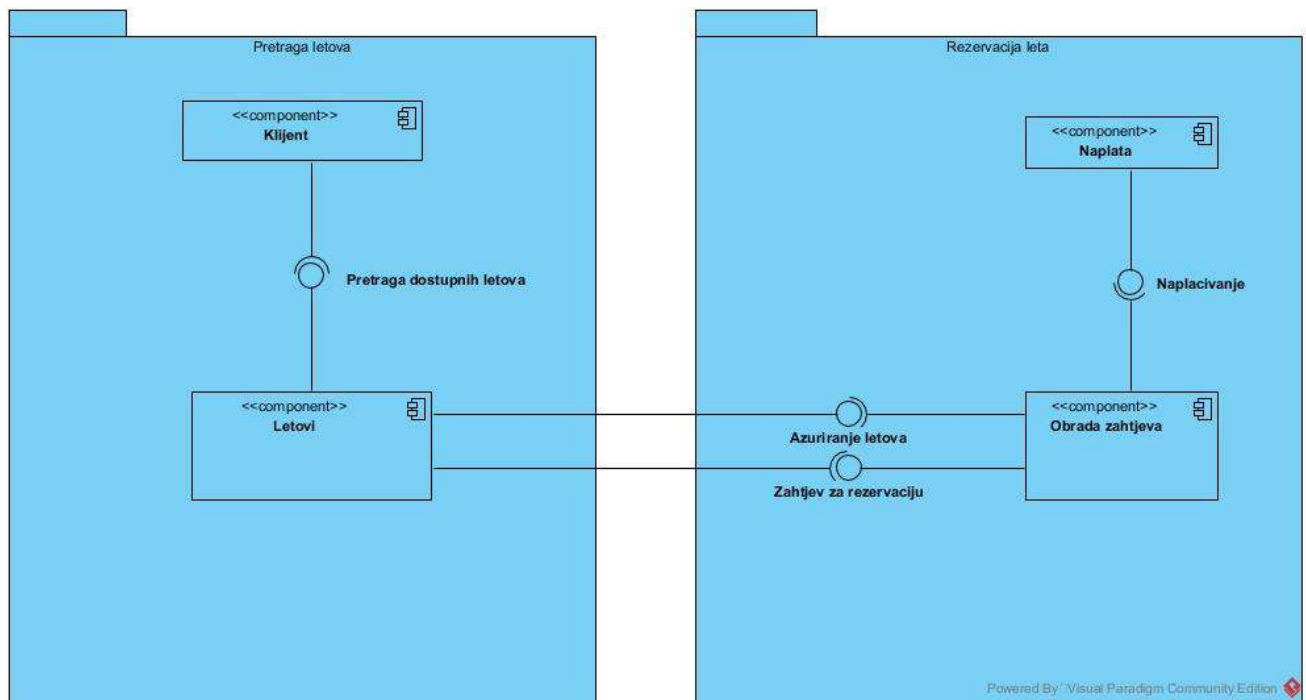 Pretraga letova
<<component>>
Klijent
Pretraga dostupnih letova
<<component>>
Letovi
Rezervacija leta
<<component>>
Naplata
Naplacivanje
<<component>>
Obrada zahtjeva
Azuriranje letova
Zahtjev za rezervaciju
Powered By Visual Paradigm Community Edition